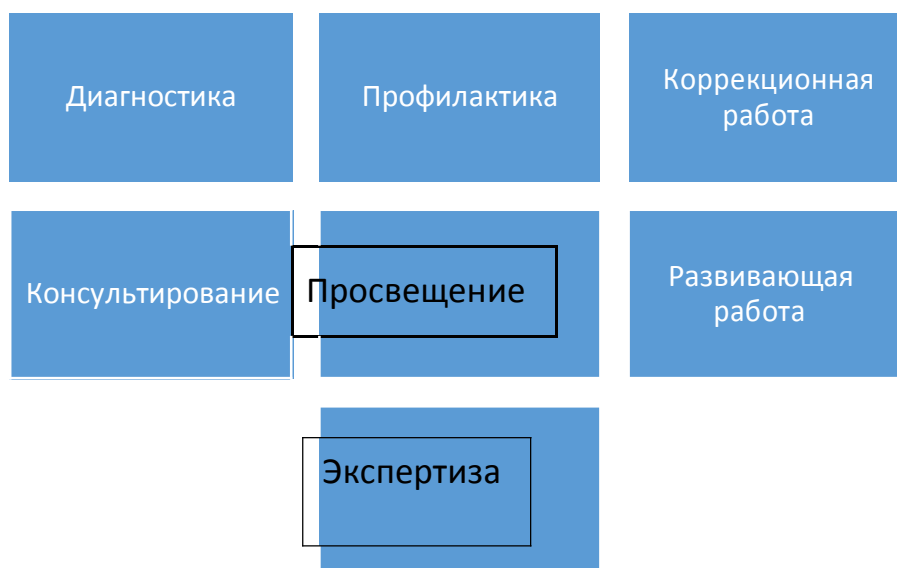 Диагностика
Профилактика
Коррекционная
работа
Консультирование
Просвещение
Развивающая
работа
Экспертиза